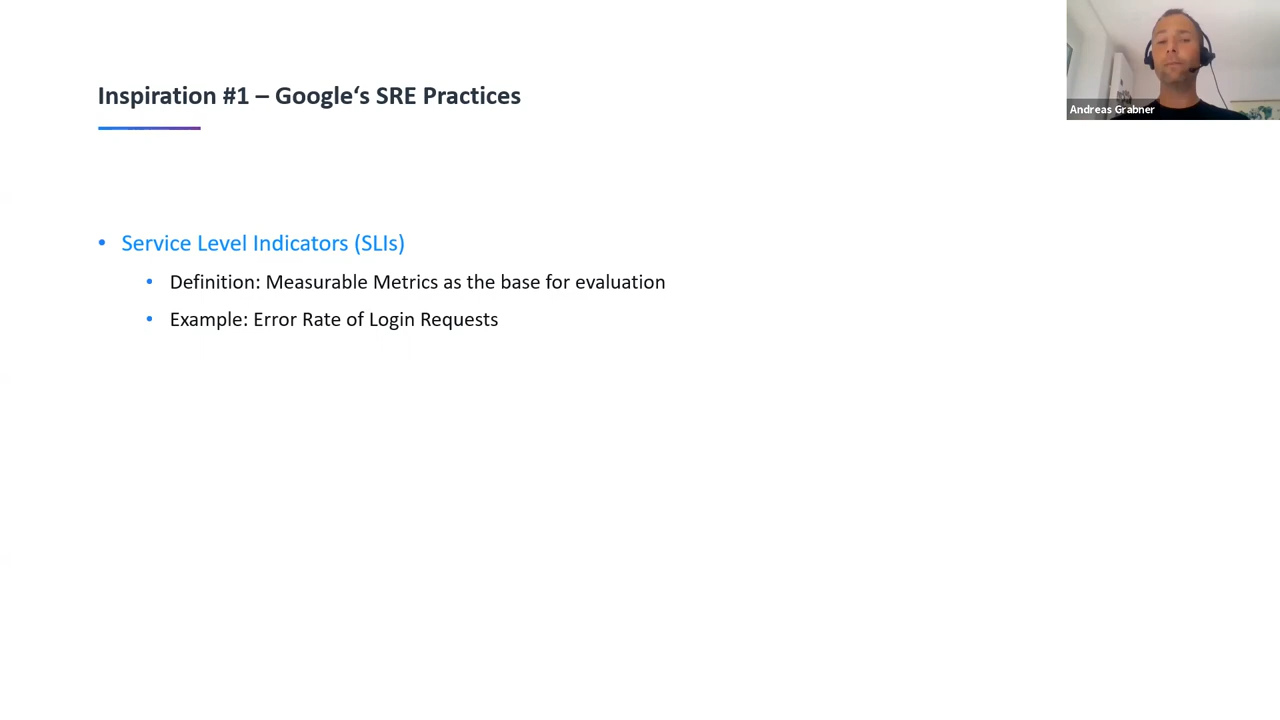 Inspiration #1 – Google‘s SRE Practices
Andreas Grabner
• Service Level Indicators (SLIs)
• Definition: Measurable Metrics as the base for evaluation
• Example: Error Rate of Login Requests